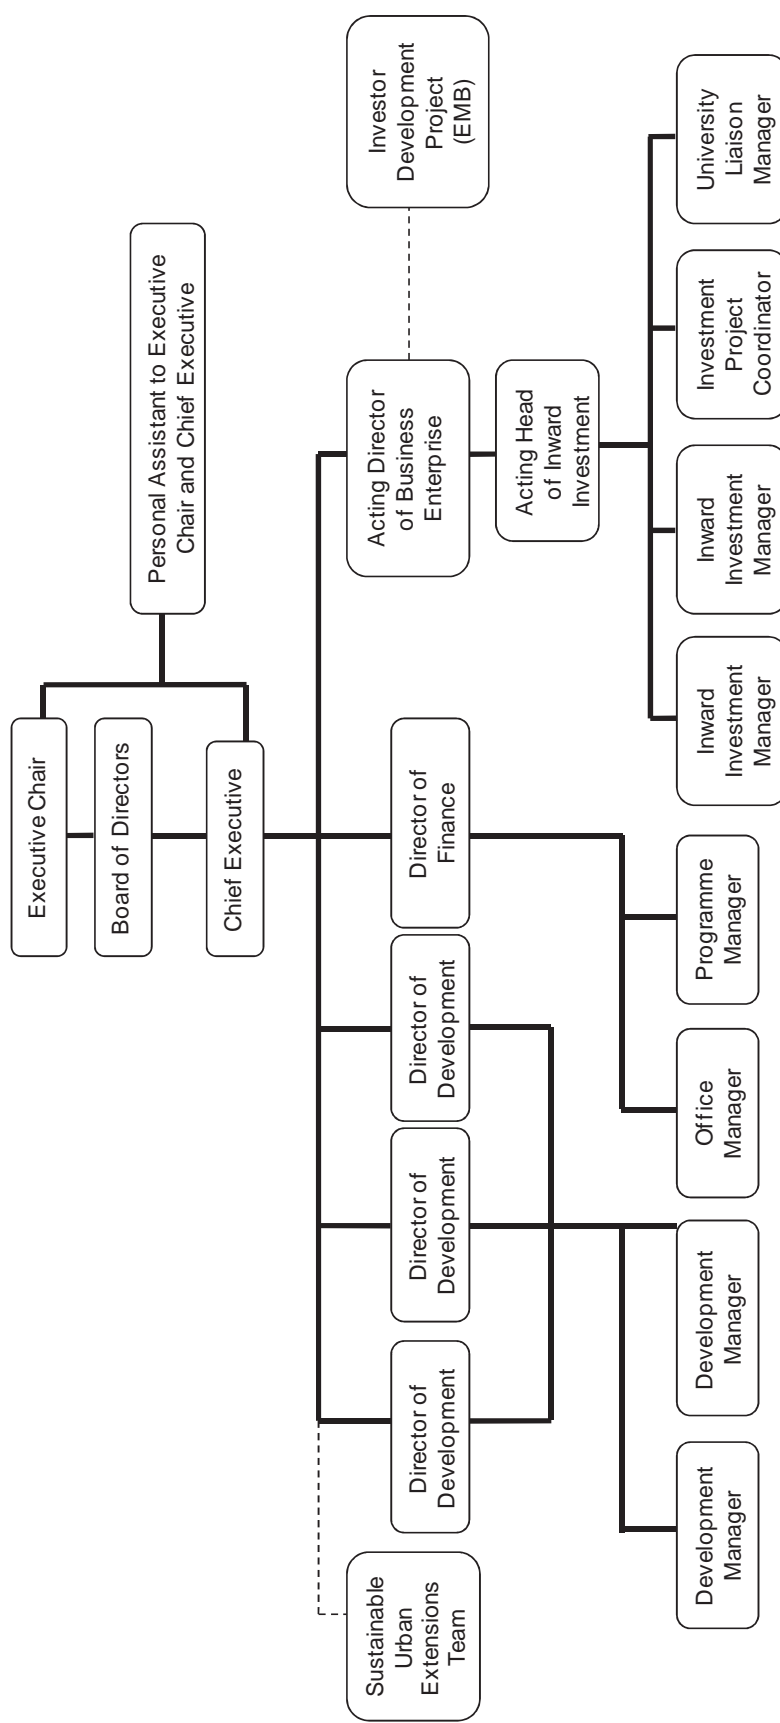 Executive Chair
Board of Directors
Chief Executive
Personal Assistant to Executive
Chair and Chief Executive
Sustainable
Urban
Extensions
Team
Director of
Development
Director of
Development
Director of
Development
Director of
Finance
Acting Director
of Business
Enterprise
Investor
Development
Project
(EMB)
Acting Head
of Inward
Investment
Development
Manager
Development
Manager
Office
Manager
Programme
Manager
Inward
Investment
Manager
Inward
Investment
Manager
Investment
Project
Coordinator
University
Liaison
Manager